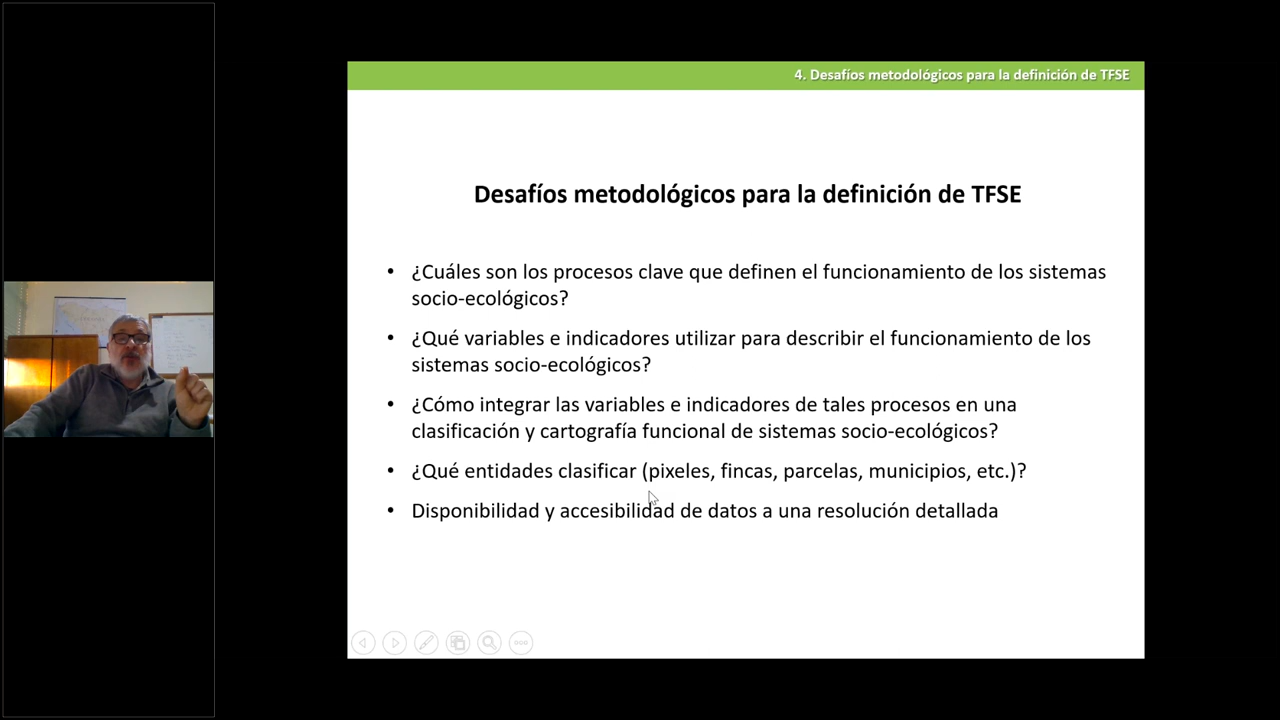 4. Desafíos metodológicos para la definición de TFSE
Desafíos metodológicos para la definición de TFSE
• ¿Cuáles son los procesos clave que definen el funcionamiento de los sistemas
socio-ecológicos?
• ¿Qué variables e indicadores utilizar para describir el funcionamiento de los
sistemas socio-ecológicos?
• ¿Cómo integrar las variables e indicadores de tales procesos en una
clasificación y cartografía funcional de sistemas socio-ecológicos?
• ¿Qué entidades clasificar (pixeles, fincas, parcelas, municipios, etc.)?
• Disponibilidad y accesibilidad de datos a una resolución detallada